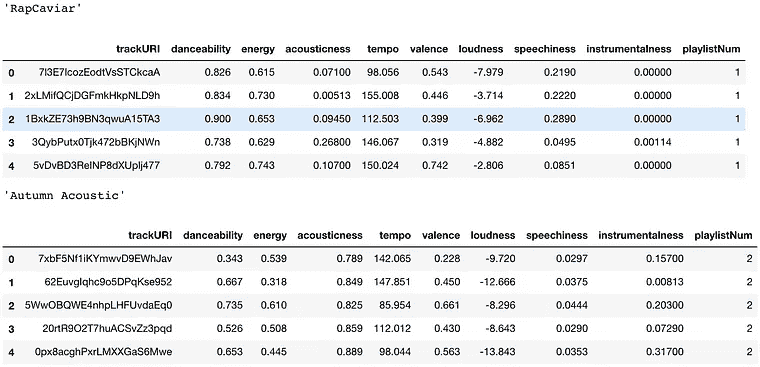 'RapCaviar'
trackURI danceability energy acousticness tempo valence loudness speechiness instrumentalness playlistNum
0 7l3E7lcozEodtVsSTCkcaA 0.826 0.615 0.07100 98.056 0.543 -7.979 0.2190 0.00000 1
1 2xLMifQCjDGFmkHkpNLD9h 0.834 0.730 0.00513 155.008 0.446 -3.714 0.2220 0.00000 1
2 1BxkZE73h9BN3qwuA15TA3 0.900 0.653 0.09450 112.503 0.399 -6.962 0.2890 0.00000 1
3 3QybPutx0Tjk472bBKjNWn 0.738 0.629 0.26800 146.067 0.319 -4.882 0.0495 0.00114 1
4 5vDvBD3ReINP8dXUpIj477 0.792 0.743 0.10700 150.024 0.742 -2.806 0.0851 0.00000 1
'Autumn Acoustic'
trackURI danceability energy acousticness tempo valence loudness speechiness instrumentalness playlistNum
0 7xbF5Nf1iKYmwvD9EWhJav 0.343 0.539 0.789 142.065 0.228 -9.720 0.0297 0.15700 2
1 62Euvglqhc9o5DPqKse952 0.667 0.318 0.849 147.851 0.450 -12.666 0.0375 0.00813 2
2 5WwOBQWE4nhpLHFUvdaEq0 0.735 0.610 0.825 85.954 0.661 -8.296 0.0444 0.20300 2
3 20rtR9O2T7huACSvZz3pqd 0.526 0.508 0.859 112.012 0.430 -8.643 0.0290 0.07290 2
4 0px8acghPxrLMXXGaS6Mwe 0.653 0.445 0.889 98.044 0.563 -13.843 0.0353 0.31700 2